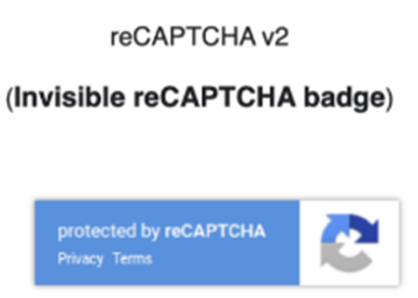 reCAPTCHA v2
(Invisible reCAPTCHA badge)
protected by reCAPTCHA
Privacy Terms